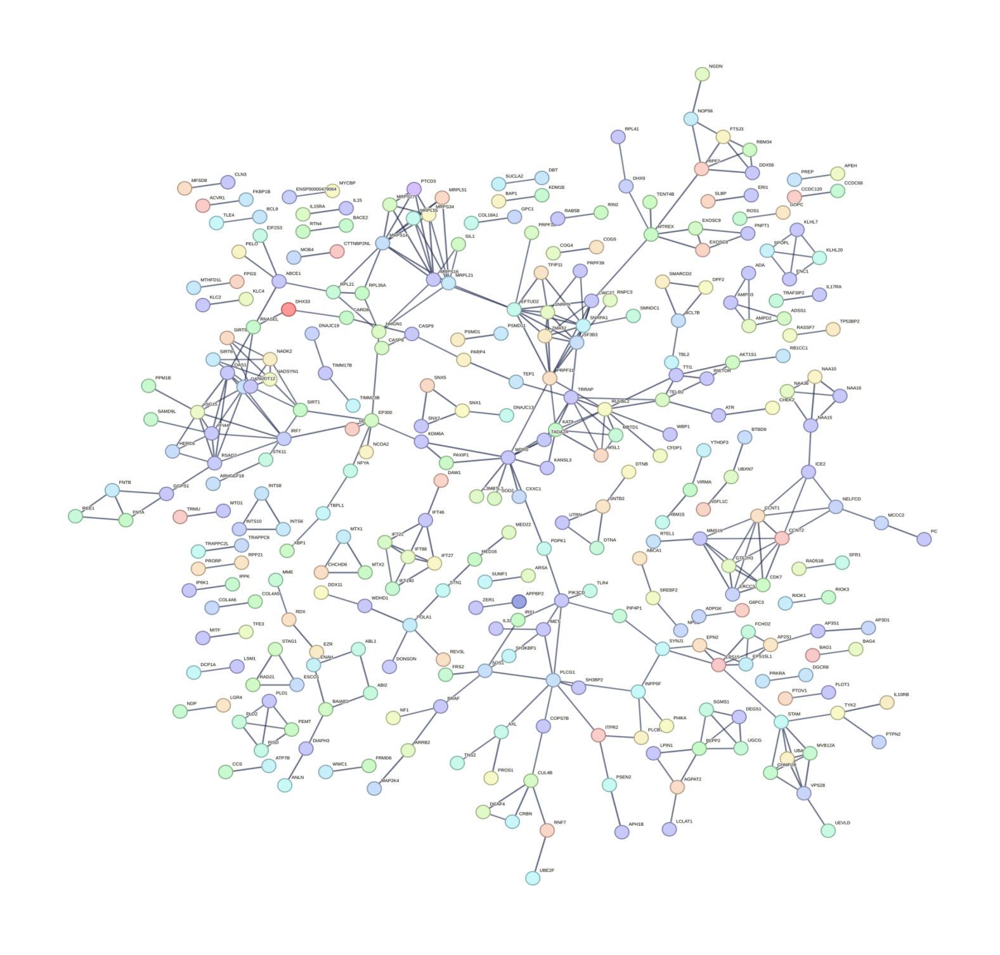 NGDN
NOP56
FTSJ3
RPL41
RBM34
RPF2
DDX56
CLN3
MFSD8
DBT
SUCLA2
APEH
PREP
DHX9
PTCD3
MYCBP
ENSP00000479064
MRPL51
CCDC68
KDM1B
BAP1
ERI1
SLBP
CCDC120
FKBP1B
ACVR1
MRPS27
TENT4B
IL15
IL15RA
MRPS34
MRPL55
RIN2
GOPC
BCL9
TLE4
GPC1
COL18A1
RAB5B
ROS1
BACE2
RTN4
EXOSC9
KLHL7
EIF2S3
PNPT1
MTREX
MRPS14
SIL1
COG5
COG4
EXOSC8
PELO
CTTNBP2NL
MOB4
SPOPL
KLHL20
TFIP11
PRPF39
ADA
ENC1
FPGS
MTHFD1L
ABCE1
MRPS16
MRPL21
SMARCD2
DPF2
RPL21
RPL35A
IL17RA
TRAF3IP2
KLC4
KLC2
CWC27
RNPC3
AMPD3
DHX33
EFTUD2
SNRPN
SMNDC1
CARD8
BCL7B
ADSS1
AMPD2
RNASEL
SNRPA1
HMGN1
CASP9
DNAJC19
PSMD1
PSMD11
ZMAT2
SF3B3
TP53BP2
RASSF7
CASP8
SIRT6
NADK2
PARP4
TBL2
AKT1S1
RB1CC1
OAS1
TIMM17B
NADSYN1
TTI1
RICTOR
PRPF31
TEP1
NAA10
PPM1B
SNX5
NAA38
NAA16
TRRAP
TELO2
TIMM23B
ISG15
SIRT1
SNX1
RUVBL2
CHEK2
ATR
SAMD9L
EP300
DNAJC13
SNX2
KAT8
NAA15
IFI44
IRF7
KDM6A
TADA2A
MBTD1
WBP1
BTBD9
HERC6
NCOA2
YTHDF3
RSAD2
STK11
PAXIP1
WDR5
MSL1
CFDP1
NFYA
KANSL3
DTNB
ICE2
ARHGEF18
DAW1
UBXN7
FNTB
GGPS1
INTS8
L3MBTL2
SOD2
CXXC1
VIRMA
SNTB2
NELFCD
MTO1
TRMU
TBPL1
NSFL1C
FNTA
IFT46
UTRN
RBM15
CCNT1
MCCC2
INTS10
INTS6
MED22
MTX1
IFT22
DTNA
RTEL1
MMS19
CCNT2
PC
TRAPPC8
TRAPPC2L
XBP1
PDPK1
IFT88
MED16
ABCA1
RPP21
PRORP
CHCHD6
MTX2
IFT27
GTF2H3
SFR1
RAD51B
ARSA
SUMF1
MME
IFT140
CDK7
IPPK
IP6K1
DDX11
STN1
TLR4
ERCC3
SREBF2
RIOK3
RIOK1
COL4A5
COL4A6
WDHD1
APPBP2
ZER1
PIK3CD
G6PC3
ADPGK
RDX
POLA1
IRS1
PIP4P1
MET
TFE3
MITF
FCHO2
AP3S1
AP3D1
STAG1
EZR
ABL1
REV3L
SH3KBP1
SYNJ1
EPN2
AP2S1
BAG4
BAG1
LSM1
DCP1A
ENAH
DONSON
FRS2
SOS1
EPS15
EPS15L1
RAD21
ESCO1
PLCG1
SH3BP2
DGCR8
PRKRA
ABI2
INPP5F
PLD1
BRAF
FLOT1
PTOV1
LGR4
NDP
BAIAP2
SGMS1
IL10RB
NF1
DEGS1
TYK2
PLD2
PEMT
COPS7B
PI4KA
STAM
AXL
ITPR2
PTPN2
PISD
DIAPH3
ARRB2
UGCG
LPIN1
MVB12A
ATP7B
CCS
FRMD6
WWC1
TNS2
CHMP2B
PROS1
CUL4B
ANLN
MAP2K4
PSEN2
AGPAT2
VPS28
DCAF4
CRBN
RNF7
APH1B
LCLAT1
UEVLD
UBE2F